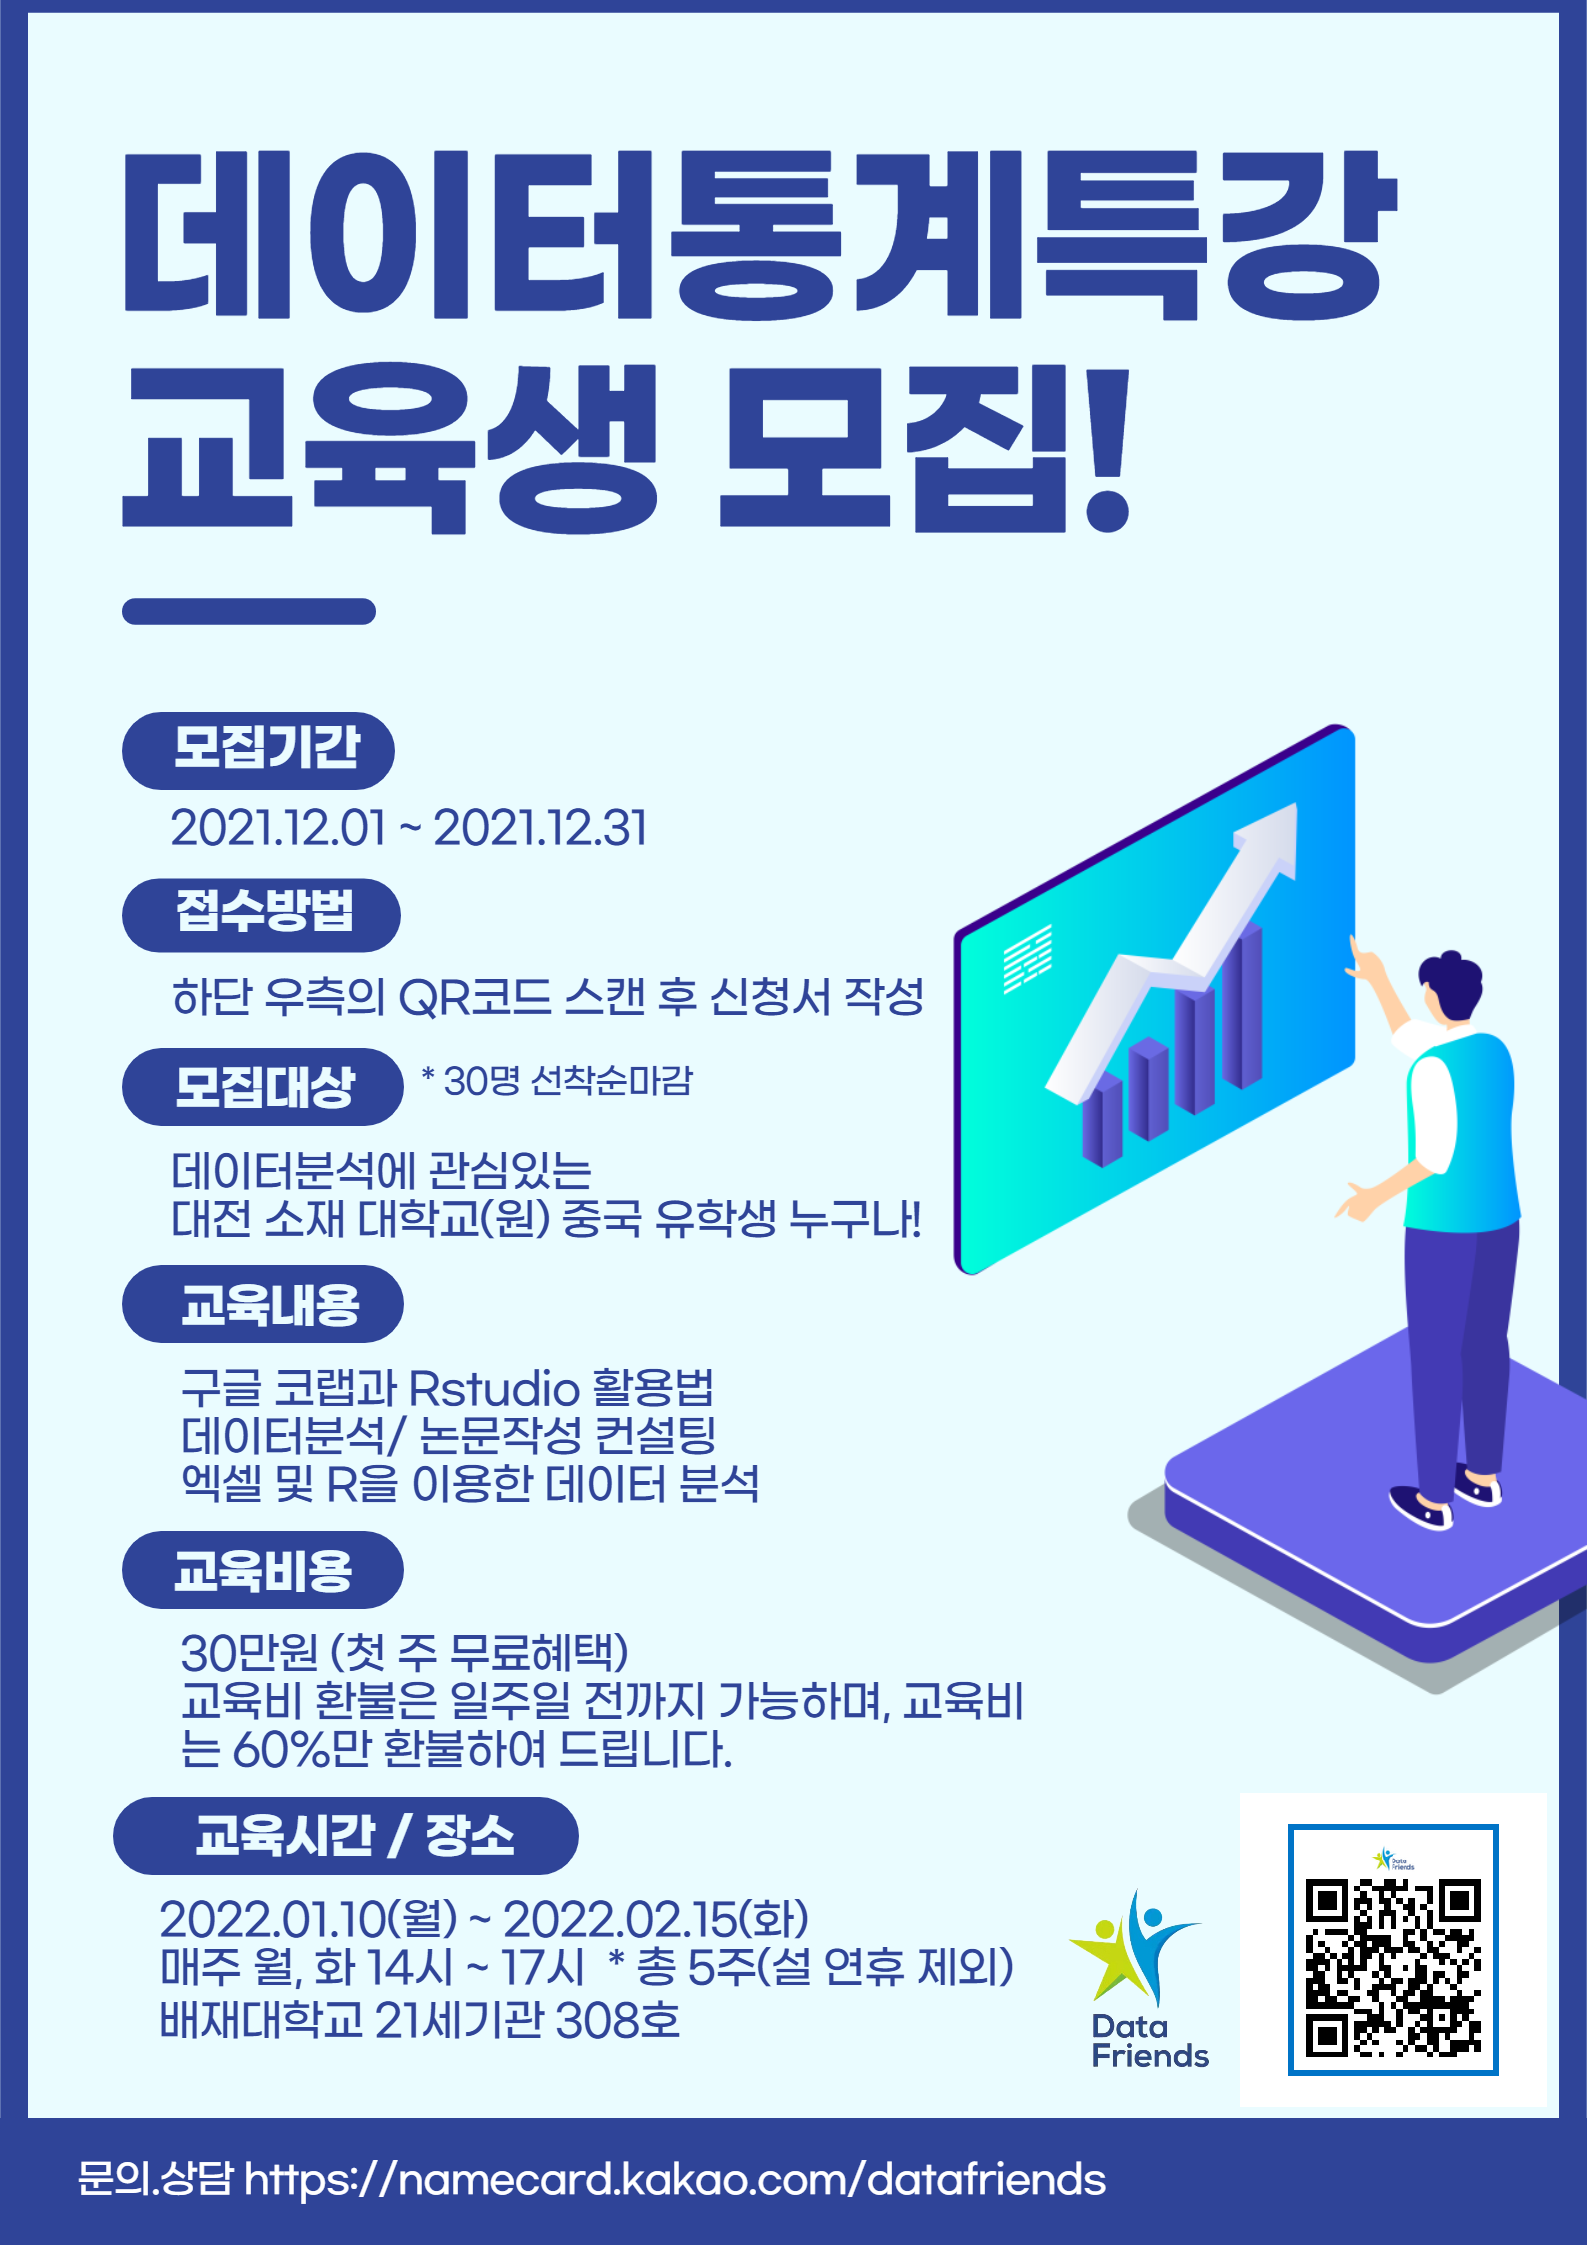 데이터통계특강
교육생 모집!
모집기간
2021.12.01 ~ 2021.12.31
접수방법
하단 우측의 QR코드 스캔 후 신청서 작성
모집대상 * 30명 선착순마감
데이터분석에 관심있는
대전 소재 대학교(원) 중국 유학생 누구나!
교육내용
구글 코랩과 Rstudio 활용법
데이터분석/ 논문작성 컨설팅
엑셀 및 R을 이용한 데이터 분석
교육비용
30만원 (첫 주 무료혜택)
교육비 환불은 일주일 전까지 가능하며, 교육비
는 60%만 환불하여 드립니다.
교육시간 / 장소
2022.01.10(월) ~ 2022.02.15(화)
매주 월, 화 14시 ~ 17시 * 총 5주(설 연휴 제외)
배재대학교 21세기관 308호
Data
Friends
Data
Friends
문의.상담 https://namecard.kakao.com/datafriends